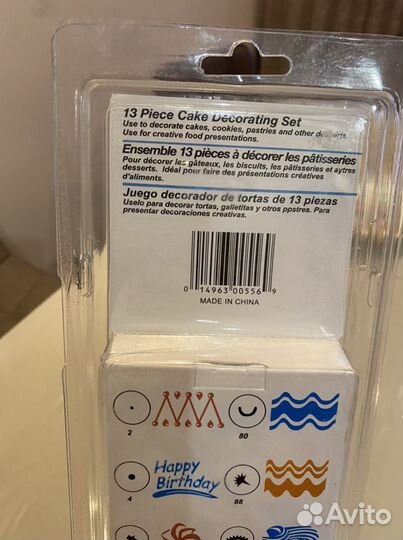 13 Piece Cake Decorating Set
Use to decorate cakes, cookies, pastries and other desserts.
Use for creative food presentations.
Ensemble 13 pièces à décorer les pâtisseries
Pour décorer les gâteaux, les biscuits, les pâtisseries et aytres
desserts. Idéal pour faire des présentations créatives
d'aliments.
Juego decorador de tortas de 13 piezas
Uselo para decorar tortas, galletitas y otros ppstres. Para
presentar decoraciones creativas.
0 14963 00556 9
MADE IN CHINA
2
80
4
Happy
Birthday
88
Avito